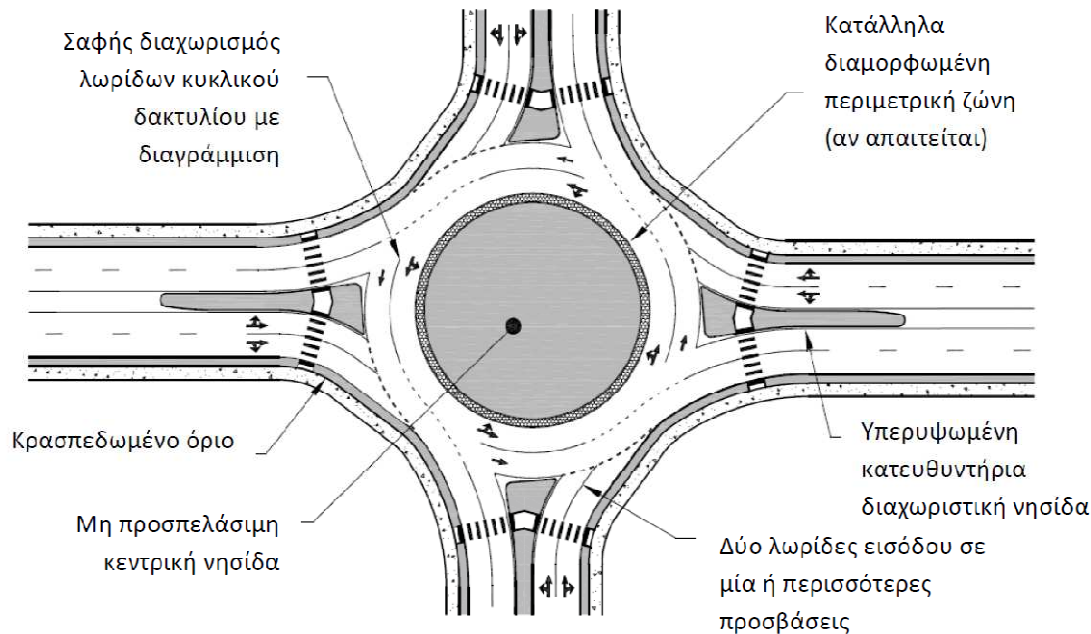 Σαφής διαχωρισμός
λωρίδων κυκλικού
δακτυλίου με
διαγράμμιση
Κατάλληλα
διαμορφωμένη
περιμετρική ζώνη
(αν απαιτείται)
Κρασπεδωμένο όριο
Μη προσπελάσιμη
κεντρική νησίδα
Υπερυψωμένη
κατευθυντήρια
διαχωριστική νησίδα
Δύο λωρίδες εισόδου σε
μία ή περισσότερες
προσβάσεις